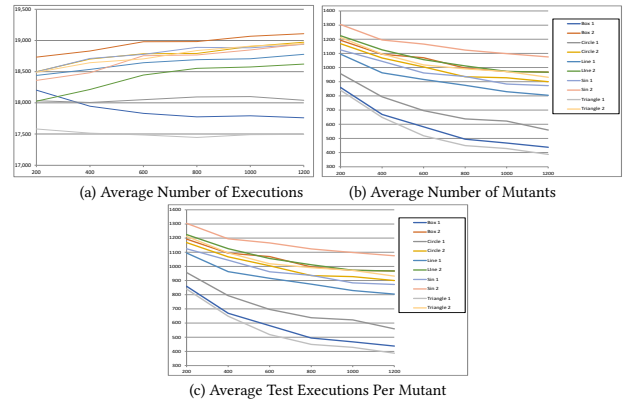 19,500
19,000
18,500
18,000
17,500
17,000
200 400 600 800 1000 1200
(a) Average Number of Executions
1400
1300
1200
1100
1000
900
800
700
600
500
400
300
200 400 600 800 1000 1200
Box 1
Box 2
Circle 1
Circle 2
Line 1
Line 2
Sin 1
Sin 2
Triangle 1
Triangle 2
(b) Average Number of Mutants
1400
1300
1200
1100
1000
900
800
700
600
500
400
300
200 400 600 800 1000 1200
Box 1
Box 2
Circle 1
Circle 2
Line 1
Line 2
Sin 1
Sin 2
Triangle 1
Triangle 2
(c) Average Test Executions Per Mutant